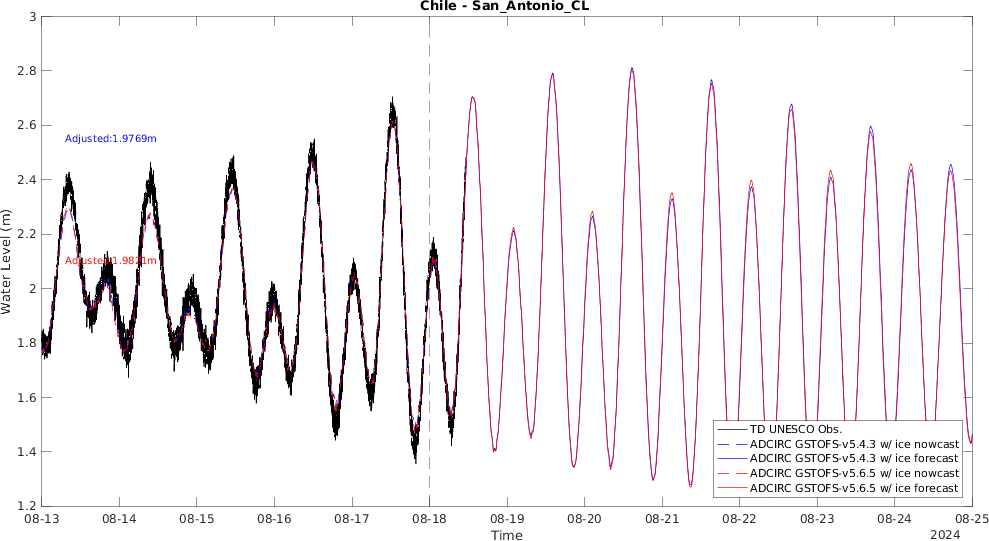 Chile - San_Antonio_CL
3
2.8
2.6
2.4
2.2
2
1.8
1.6
1.4
1.2
Water Level (m)
Adjusted:1.9769m
Adjusted:1.9821m
TD UNESCO Obs.
ADCIRC GSTOFS-v5.4.3 w/ ice nowcast
ADCIRC GSTOFS-v5.4.3 w/ ice forecast
ADCIRC GSTOFS-v5.6.5 w/ ice nowcast
ADCIRC GSTOFS-v5.6.5 w/ ice forecast
08-13 08-14 08-15 08-16 08-17 08-18 08-19 08-20 08-21 08-22 08-23 08-24 08-25
Time
2024